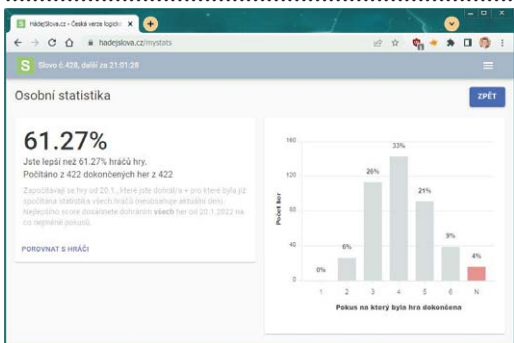 HádejSlova.cz - Česká verze logické
hadejslova.cz/mystats
S Slovo č.428, další za 21:01:28
Osobní statistika
ZPĚT
61.27%
Jste lepší než 61.27% hráčů hry.
Počítáno z 422 dokončených her z 422
Započítávají se hry od 20.1., které jste dohráli/a + pro které byla již
spočítána statistika všech hráčů (neobsahuje aktuální den).
Nejlepšího score dosáhnete dohráním všech her od 20.1.2022 na
co nejméně pokusů.
POROVNAT S HRÁČI
Počet her
160
120
80
40
0
0%
6%
26%
33%
21%
9%
4%
1 2 3 4 5 6 N
Pokus na který byla hra dokončena